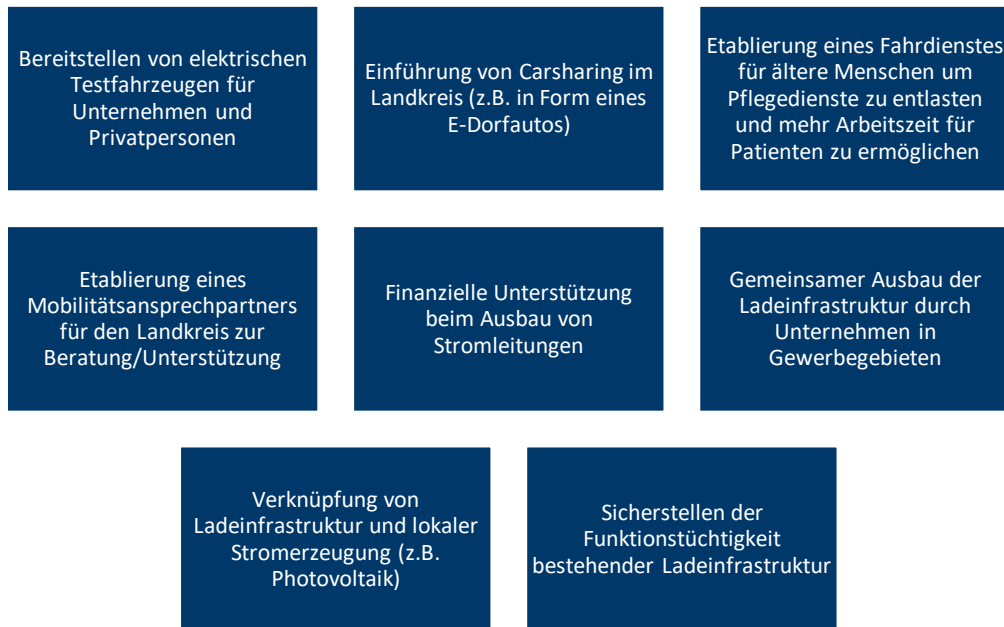 Bereitstellen von elektrischen
Testfahrzeugen für
Unternehmen und
Privatpersonen
Einführung von Carsharing im
Landkreis (z.B. in Form eines
E-Dorfautos)
Etablierung eines Fahrdienstes
für ältere Menschen um
Pflegedienste zu entlasten
und mehr Arbeitszeit für
Patienten zu ermöglichen
Etablierung eines
Mobilitätsansprechpartners
für den Landkreis zur
Beratung/Unterstützung
Finanzielle Unterstützung
beim Ausbau von
Stromleitungen
Gemeinsamer Ausbau der
Ladeinfrastruktur durch
Unternehmen in
Gewerbegebieten
Verknüpfung von
Ladeinfrastruktur und lokaler
Stromerzeugung (z.B.
Photovoltaik)
Sicherstellen der
Funktionstüchtigkeit
bestehender Ladeinfrastruktur